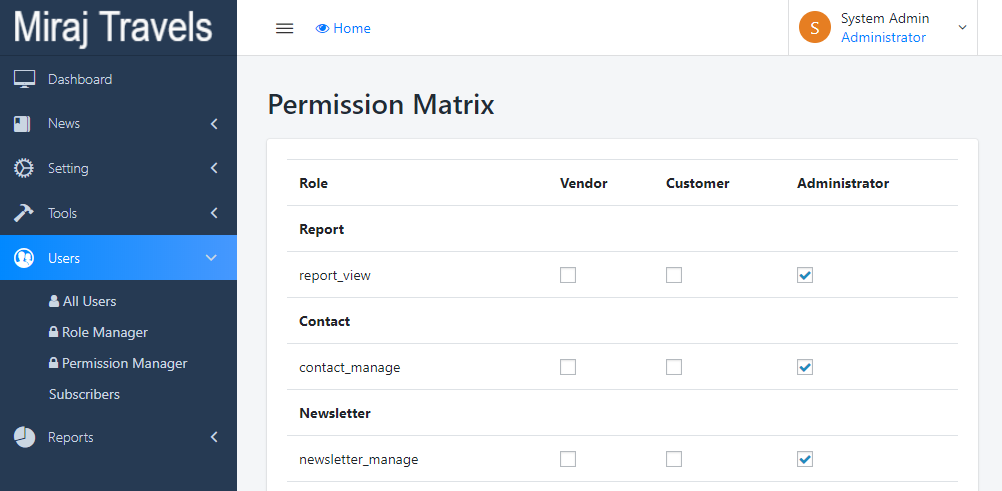 Miraj Travels
Home
S
System Admin
Administrator
Dashboard
News
Setting
Tools
Users
All Users
Role Manager
Permission Manager
Subscribers
Reports
Permission Matrix
Role Vendor Customer Administrator
Report
report_view
Contact
contact_manage
Newsletter
newsletter_manage